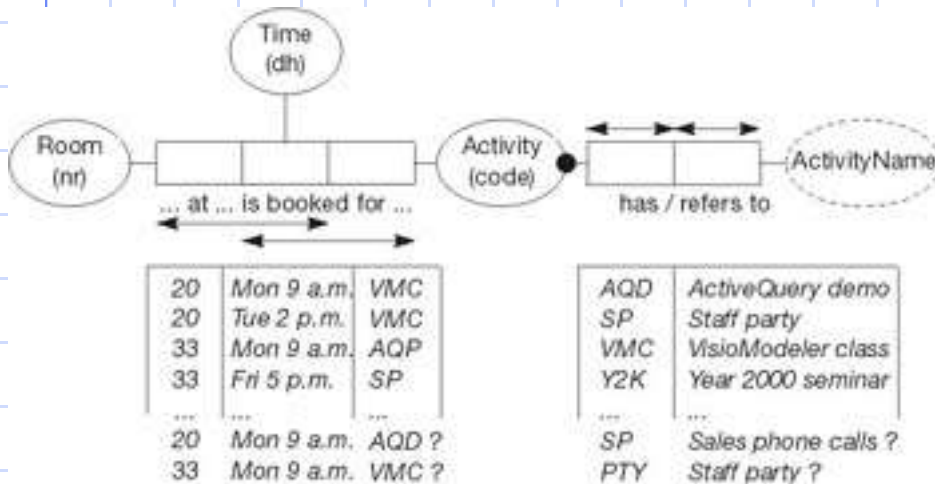 Time
(dh)
Room
(nr)
Activity
(code)
ActivityName
... at ... is booked for ...
has / refers to
20 Mon 9 a.m. VMC
20 Tue 2 p.m. VMC
33 Mon 9 a.m. AQP
33 Fri 5 p.m. SP
... ... ...
20 Mon 9 a.m. AQD ?
33 Mon 9 a.m. VMC ?
AQD ActiveQuery demo
SP Staff party
VMC VisioModeler class
Y2K Year 2000 seminar
... ...
SP Sales phone calls ?
PTY Staff party ?